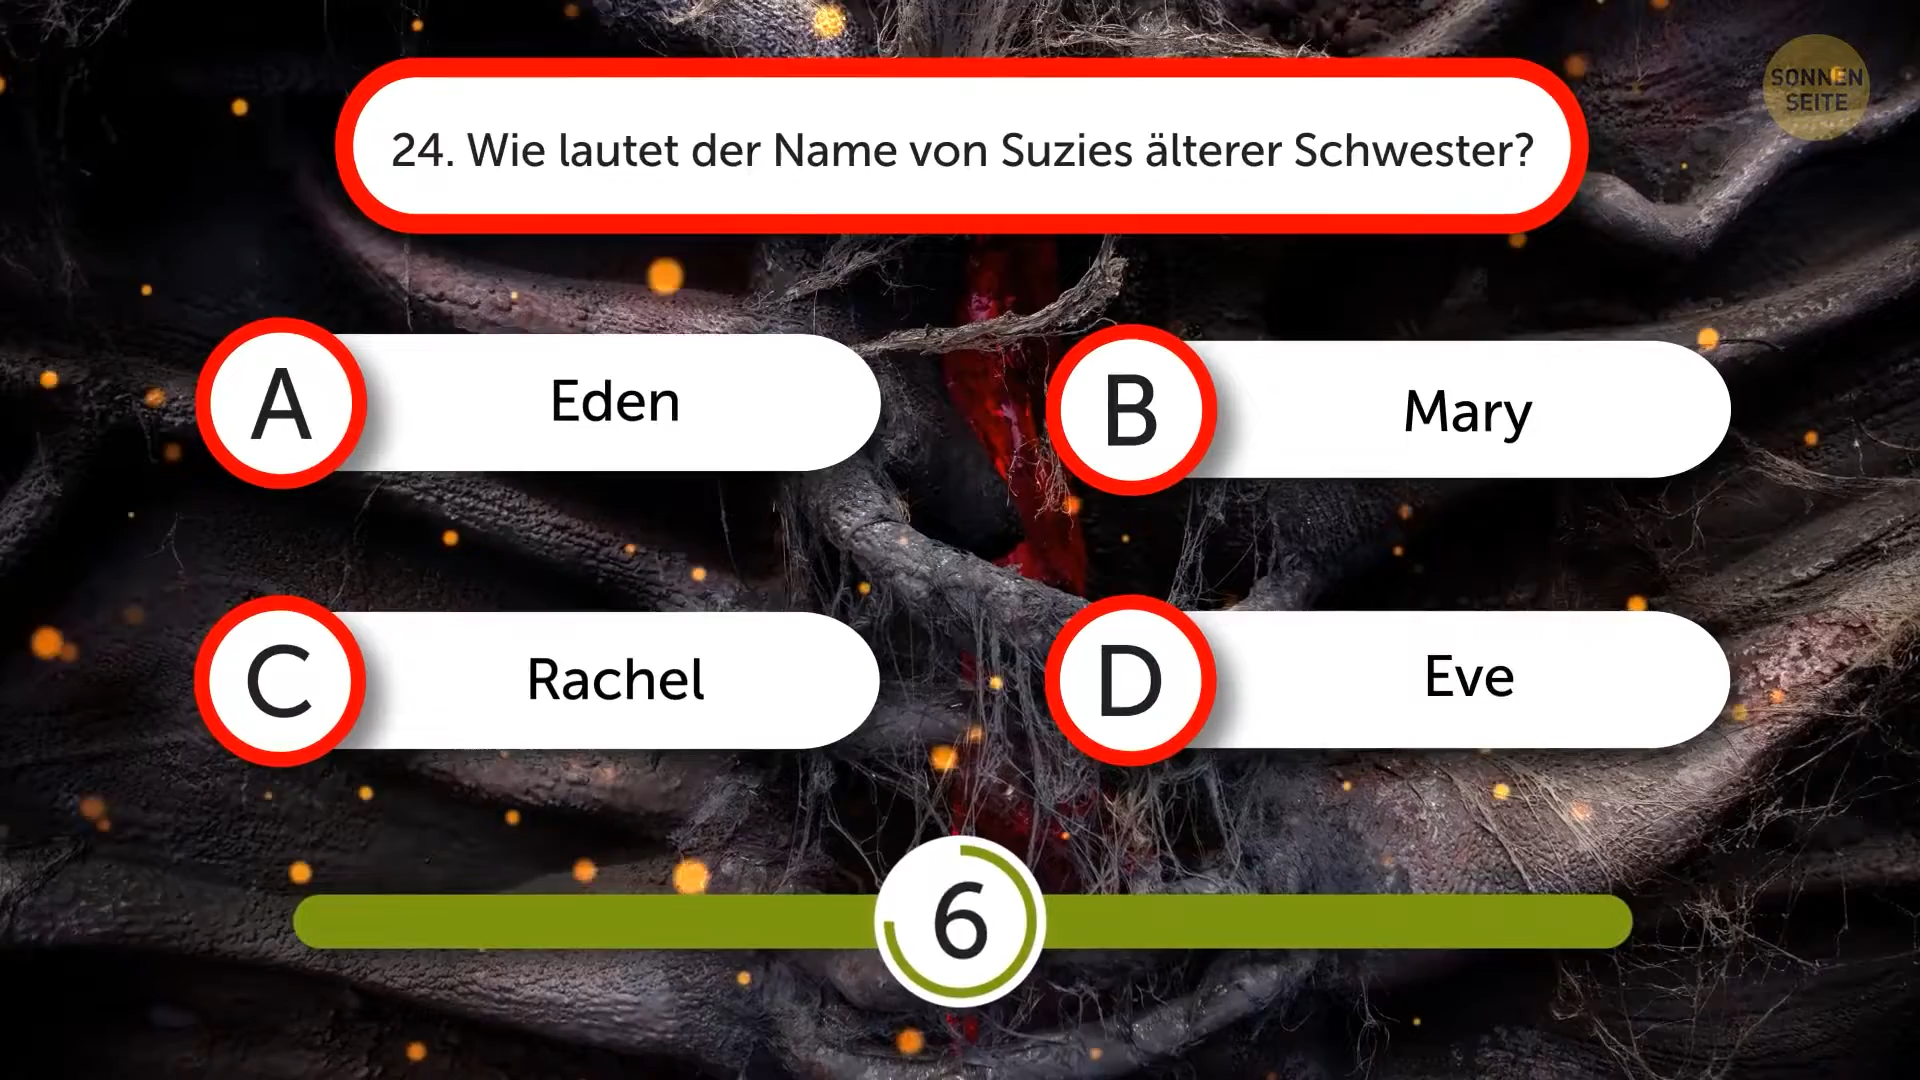 SONNEN
SEITE
24. Wie lautet der Name von Suzies älterer Schwester?
A Eden
B Mary
C Rachel
D Eve
6